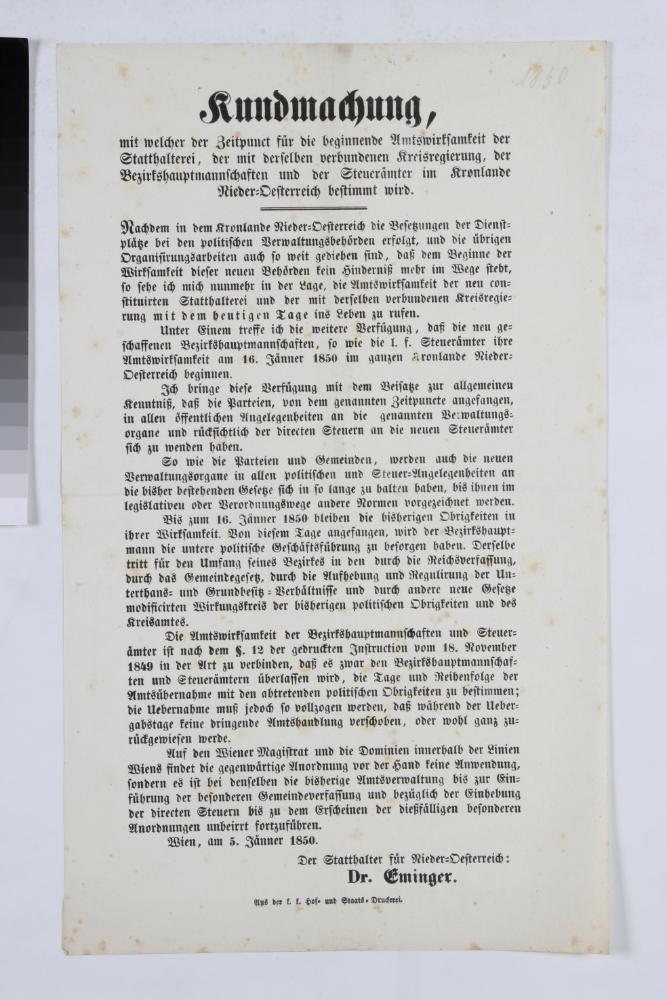 1850
Kundmachung,
mit welcher der Zeitpunct für die beginnende Amtswirksamkeit der
Statthalterei, der mit derselben verbundenen Kreisregierung, der
Bezirkshauptmannschaften und der Steuerämter im Kronlande
Nieder-Oesterreich bestimmt wird.
Nachdem in dem Kronlande Nieder-Oesterreich die Besetzungen der Dienst-
plätze bei den politischen Verwaltungsbehörden erfolgt, und die übrigen
Organisirungsarbeiten auch so weit gediehen sind, daß dem Beginne der
Wirksamkeit dieser neuen Behörden kein Hinderniß mehr im Wege steht,
so sehe ich mich nunmehr in der Lage, die Amtswirksamkeit der neu con-
stituirten Statthalterei und der mit derselben verbundenen Kreisregie-
rung mit dem heutigen Tage ins Leben zu rufen.
Unter Einem treffe ich die weitere Verfügung, daß die neu ge-
schaffenen Bezirkshauptmannschaften, so wie die l. f. Steuerämter ihre
Amtswirksamkeit am 16. Jänner 1850 im ganzen Kronlande Nieder-
Oesterreich beginnen.
Ich bringe diese Verfügung mit dem Beisatze zur allgemeinen
Kenntniß, daß die Parteien, von dem genannten Zeitpuncte angefangen,
in allen öffentlichen Angelegenheiten an die genannten Verwaltungs-
organe und rücksichtlich der directen Steuern an die neuen Steuerämter
sich zu wenden haben.
So wie die Parteien und Gemeinden, werden auch die neuen
Verwaltungsorgane in allen politischen und Steuer-Angelegenheiten an
die bisher bestehenden Gesetze sich in so lange zu halten haben, bis ihnen im
legislativen oder Verordnungswege andere Normen vorgezeichnet werden.
Bis zum 16. Jänner 1850 bleiben die bisherigen Obrigkeiten in
ihrer Wirksamkeit. Von diesem Tage angefangen, wird der Bezirkshaupt-
mann die untere politische Geschäftsführung zu besorgen haben. Derselbe
tritt für den Umfang seines Bezirkes in den durch die Reichsverfassung,
durch das Gemeindegesetz, durch die Aufhebung und Regulirung der Un-
terthans- und Grundbesitz-Verhältnisse und durch andere neue Gesetze
modificirten Wirkungskreis der bisherigen politischen Obrigkeiten und des
Kreisamtes.
Die Amtswirksamkeit der Bezirkshauptmannschaften und Steuer-
ämter ist nach dem §. 12 der gedruckten Instruction vom 18. November
1849 in der Art zu verbinden, daß es zwar den Bezirkshauptmannschaf-
ten und Steuerämtern überlassen wird, die Tage und Reihenfolge der
Amtsübernahme mit den abtretenden politischen Obrigkeiten zu bestimmen;
die Uebernahme muß jedoch so vollzogen werden, daß während der Ueber-
gabstage keine dringende Amtshandlung verschoben, oder wohl ganz zu-
rückgewiesen werde.
Auf den Wiener Magistrat und die Dominien innerhalb der Linien
Wiens findet die gegenwärtige Anordnung vor der Hand keine Anwendung,
sondern es ist bei denselben die bisherige Amtsverwaltung bis zur Ein-
führung der besonderen Gemeindeverfassung und bezüglich der Einhebung
der directen Steuern bis zu dem Erscheinen der dießfälligen besonderen
Anordnungen unbeirrt fortzuführen.
Wien, am 5. Jänner 1850.
Der Statthalter für Nieder-Oesterreich:
Dr. Eminger.
Aus der k. k. Hof- und Staats-Druckerei.